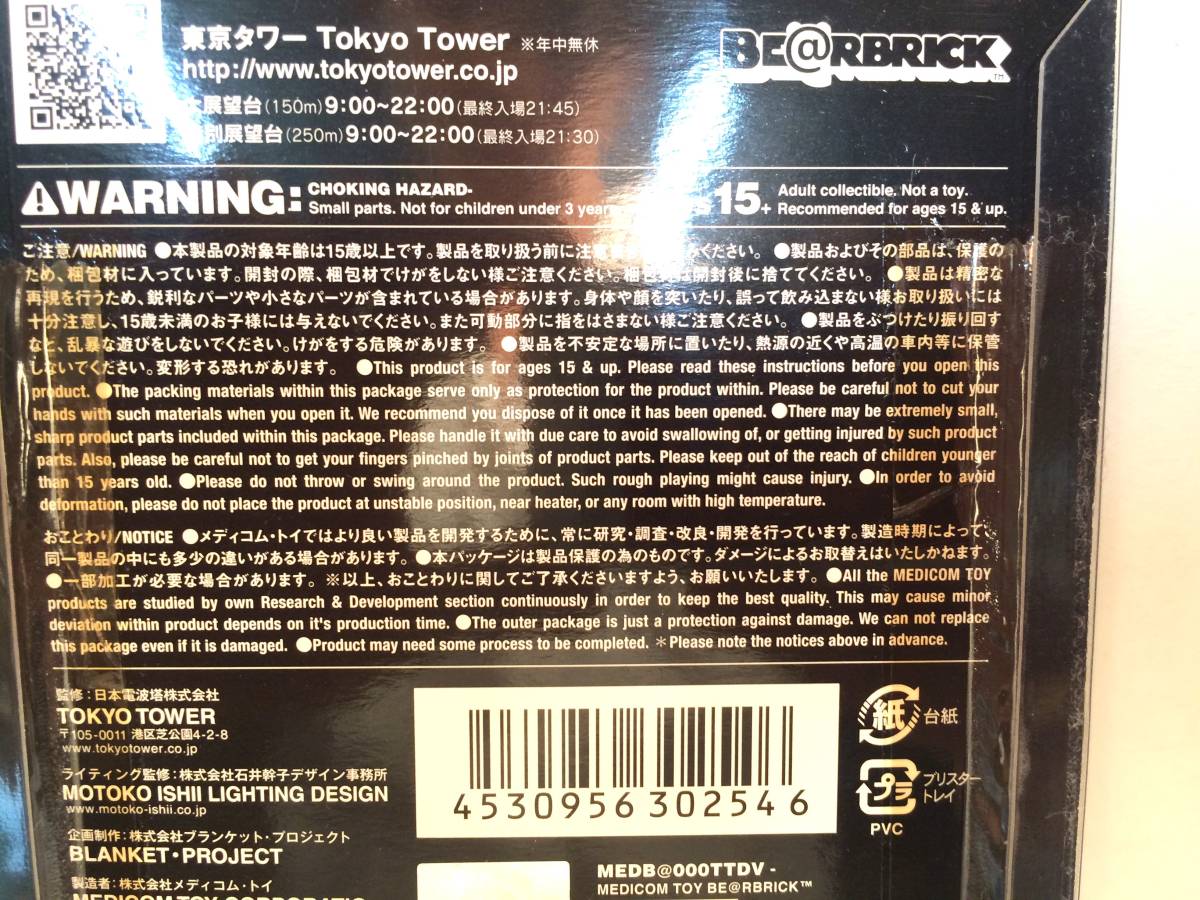 東京タワー Tokyo Tower ※年中無休
BE@RBRICK TM
http://www.tokyotower.co.jp
展望台(150m)9:00~22:00(最終入場21:45)
別展望台(250m)9:00~22:00(最終入場21:30)
WARNING: CHOKING HAZARD-
Small parts. Not for children under 3
15+ Adult collectible. Not a toy.
Recommended for ages 15 & up.
ご注意/WARNING ●本製品の対象年齢は15歳以上です。製品を取り扱う前に ください。 ●製品およびその部品は、保護の
ため、梱包材に入っています。開封の際、梱包材でけがをしない様ご注意ください。 開封後に捨ててください。 ●製品は精密な
再現を行うため、鋭利なパーツや小さなパーツが含まれている場合があります。身体や顔を突いたり、誤って飲み込まない様お取り扱いには
十分注意し、15歳未満のお子様には与えないでください。また可動部分に指をはさまない様ご注意ください。 ●製品をぶつけたり振り回す
など、乱暴な遊びをしないでください。けがをする危険があります。 ●製品を不安定な場所に置いたり、熱源の近くや高温の車内等に保管
しないでください。変形する恐れがあります。 ●This product is for ages 15 & up. Please read these instructions before you open this
product. ●The packing materials within this package serve only as protection for the product within. Please be careful not to cut your
hands with such materials when you open it. We recommend you dispose of it once it has been opened. ●There may be extremely small,
sharp product parts included within this package. Please handle it with due care to avoid swallowing of, or getting injured by such product
parts. Also, please be careful not to get your fingers pinched by joints of product parts. Please keep out of the reach of children younger
than 15 years old. ●Please do not throw or swing around the product. Such rough playing might cause injury. ●In order to avoid
deformation, please do not place the product at unstable position, near heater, or any room with high temperature.
おことわり/NOTICE ●メディコム・トイではより良い製品を開発するために、常に研究・調査・改良・開発を行っています。製造時期によって、
同一製品の中にも多少の違いがある場合があります。 ●本パッケージは製品保護の為のものです。ダメージによるお取替えはいたしかねます。
●一部加工が必要な場合があります。 ※以上、おことわりに関してご了承くださいますよう、お願いいたします。 ●All the MEDICOM TOY
products are studied by own Research & Development section continuously in order to keep the best quality. This may cause minor
deviation within product depends on it's production time. ●The outer package is just a protection against damage. We can not replace
this package even if it is damaged. ●Product may need some process to be completed. ＊Please note the notices above in advance.
監修：日本電波塔株式会社
TOKYO TOWER
〒105-0011 港区芝公園4-2-8
www.tokyotower.co.jp
ライティング監修：株式会社石井幹子デザイン事務所
MOTOKO ISHII LIGHTING DESIGN
www.motoko-ishii.co.jp
企画制作：株式会社ブランケット・プロジェクト
BLANKET・PROJECT
製造者：株式会社メディコム・トイ
MEDICOM TOY CORPORATIO
4530956302546
紙 台紙
プラ ブリスター
トレイ
PVC
MEDB@000TTDV -
MEDICOM TOY BE@RBRICK™